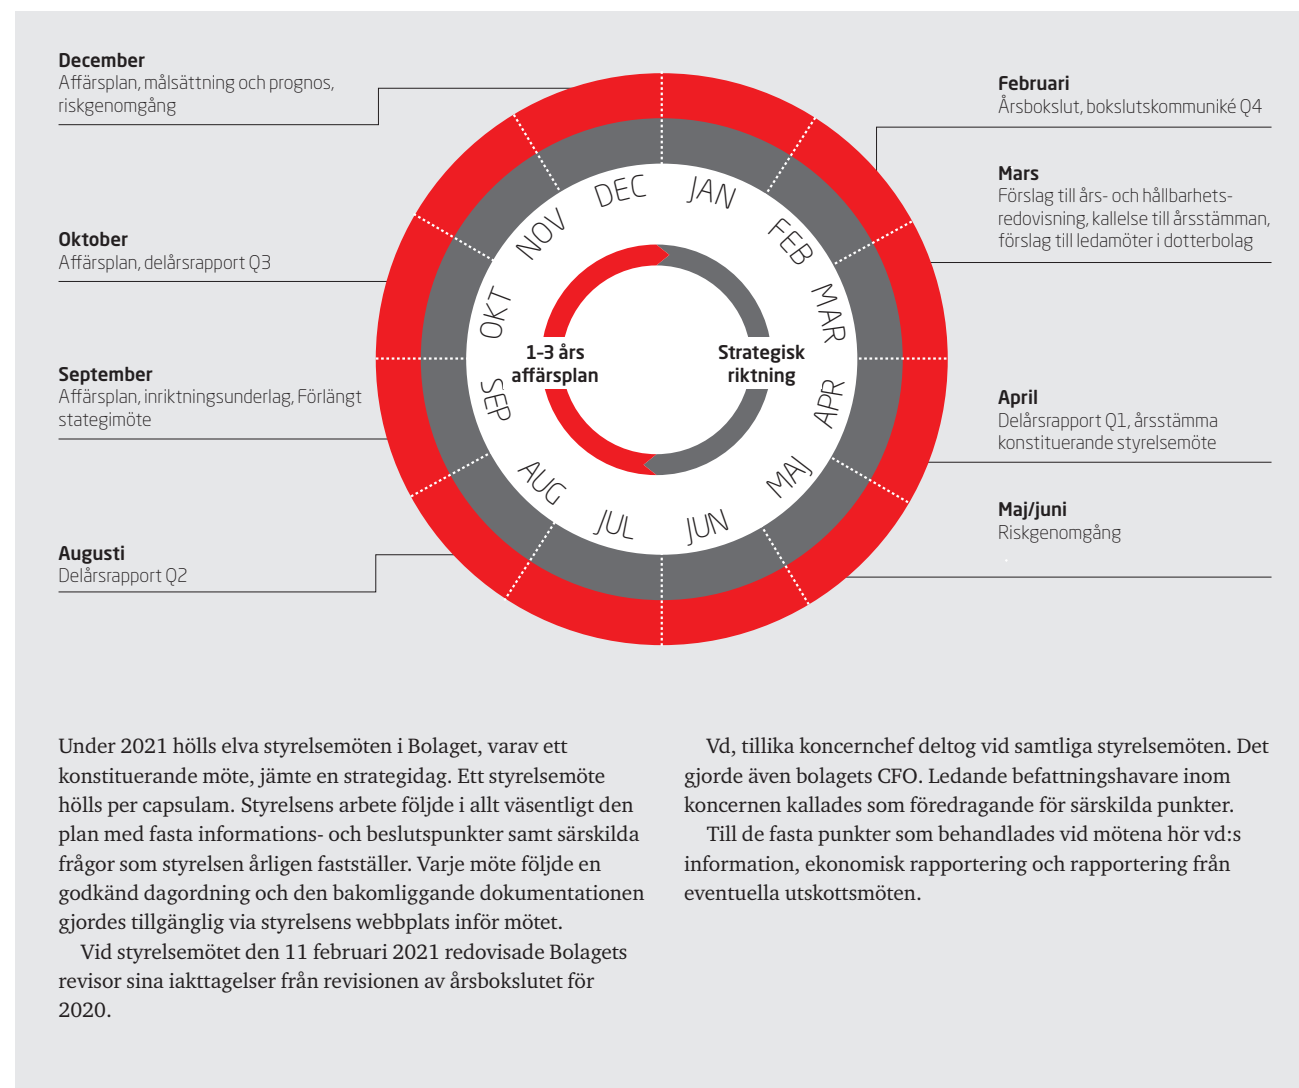 December
Affärsplan, målsättning och prognos,
riskgenomgång
Oktober
Affärsplan, delårsrapport Q3
September
Affärsplan, inriktningsunderlag, Förlängt
stategimöte
Augusti
Delårsrapport Q2
JAN
FEB
MAR
APR
MAJ
JUN
JUL
AUG
SEP
OKT
NOV
DEC
1–3 års
affärsplan
Strategisk
riktning
Februari
Årsbokslut, bokslutskommuniké Q4
Mars
Förslag till års- och hållbarhets-
redovisning, kallelse till årsstämman,
förslag till ledamöter i dotterbolag
April
Delårsrapport Q1, årsstämma
konstituerande styrelsemöte
Maj/juni
Riskgenomgång
Under 2021 hölls elva styrelsemöten i Bolaget, varav ett
konstituerande möte, jämte en strategidag. Ett styrelsemöte
hölls per capsulam. Styrelsens arbete följde i allt väsentligt den
plan med fasta informations- och beslutspunkter samt särskilda
frågor som styrelsen årligen fastställer. Varje möte följde en
godkänd dagordning och den bakomliggande dokumentationen
gjordes tillgänglig via styrelsens webbplats inför mötet.
Vid styrelsemötet den 11 februari 2021 redovisade Bolagets
revisor sina iakttagelser från revisionen av årsbokslutet för
2020.
Vd, tillika koncernchef deltog vid samtliga styrelsemöten. Det
gjorde även bolagets CFO. Ledande befattningshavare inom
koncernen kallades som föredragande för särskilda punkter.
Till de fasta punkter som behandlades vid mötena hör vd:s
information, ekonomisk rapportering och rapportering från
eventuella utskottsmöten.